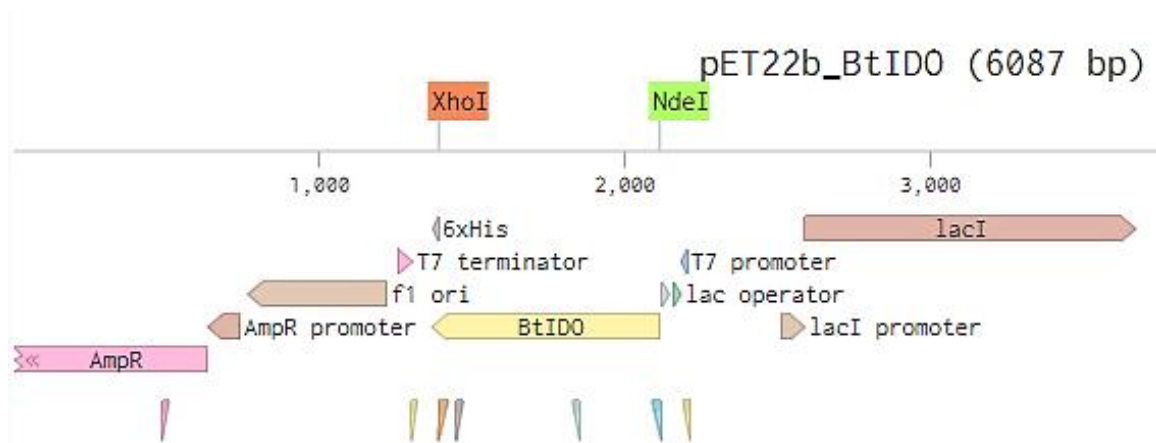 pET22b_BtIDO (6087 bp)
XhoI NdeI
1,000 2,000 3,000
6xHis lacI
T7 terminator T7 promoter
f1 ori lac operator
AmpR promoter BtIDO lacI promoter
« AmpR